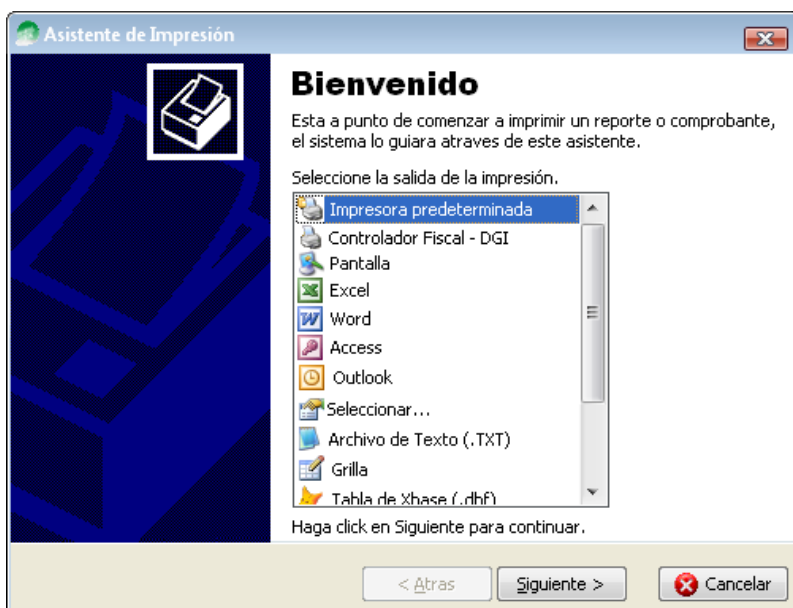 Asistente de Impresión
Bienvenido
Esta a punto de comenzar a imprimir un reporte o comprobante,
el sistema lo guiara atraves de este asistente.
Seleccione la salida de la impresión.
Impresora predeterminada
Controlador Fiscal - DGI
Pantalla
Excel
Word
Access
Outlook
Seleccionar...
Archivo de Texto (.TXT)
Grilla
Tabla de Xbase (.dbf)
Haga click en Siguiente para continuar.
< Atras
Siguiente >
Cancelar